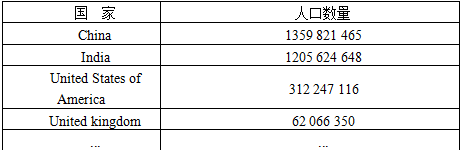 国 家 人口数量
China 1359 821 465
India 1205 624 648
United States of
America 312 247 116
United kingdom 62 066 350
... ...